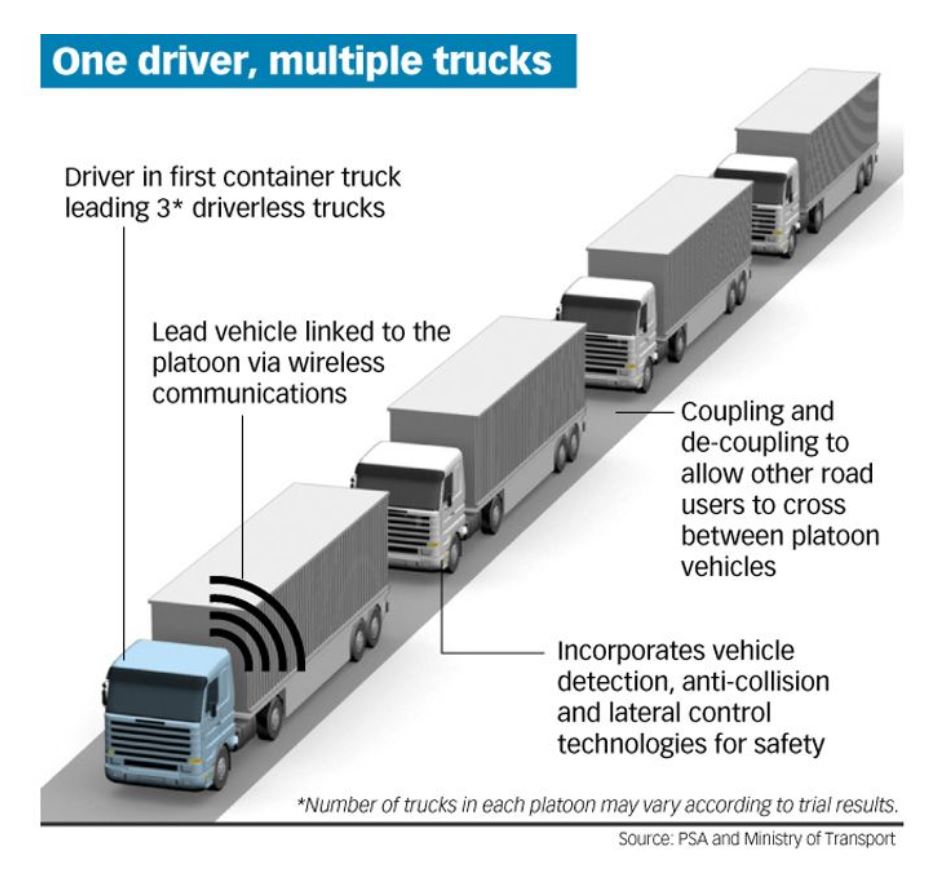 One driver, multiple trucks
Driver in first container truck
leading 3* driverless trucks
Lead vehicle linked to the
platoon via wireless
communications
Coupling and
de-coupling to
allow other road
users to cross
between platoon
vehicles
Incorporates vehicle
detection, anti-collision
and lateral control
technologies for safety
*Number of trucks in each platoon may vary according to trial results.
Source: PSA and Ministry of Transport